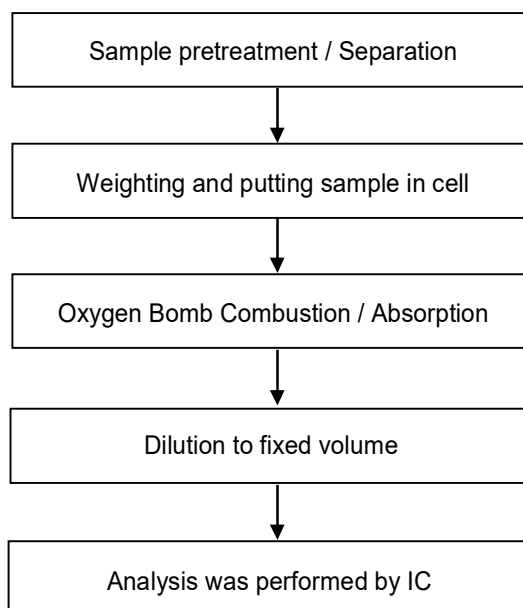 Sample pretreatment / Separation
Weighting and putting sample in cell
Oxygen Bomb Combustion / Absorption
Dilution to fixed volume
Analysis was performed by IC